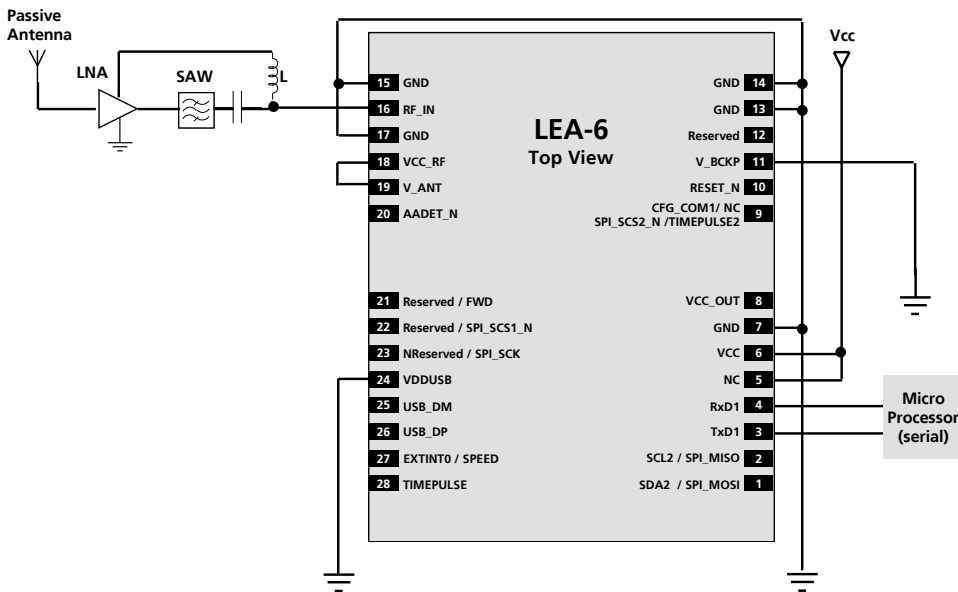 Passive
Antenna
LNA
SAW
L
Vcc
LEA-6
Top View
15 GND
16 RF_IN
17 GND
18 VCC_RF
19 V_ANT
20 AADET_N
21 Reserved / FWD
22 Reserved / SPI_SCS1_N
23 NReserved / SPI_SCK
24 VDDUSB
25 USB_DM
26 USB_DP
27 EXTINT0 / SPEED
28 TIMEPULSE
GND 14
GND 13
Reserved 12
V_BCKP 11
RESET_N 10
CFG_COM1/ NC
SPI_SCS2_N /TIMEPULSE2 9
VCC_OUT 8
GND 7
VCC 6
NC 5
RxD1 4
TxD1 3
SCL2 / SPI_MISO 2
SDA2 / SPI_MOSI 1
Micro
Processor
(serial)